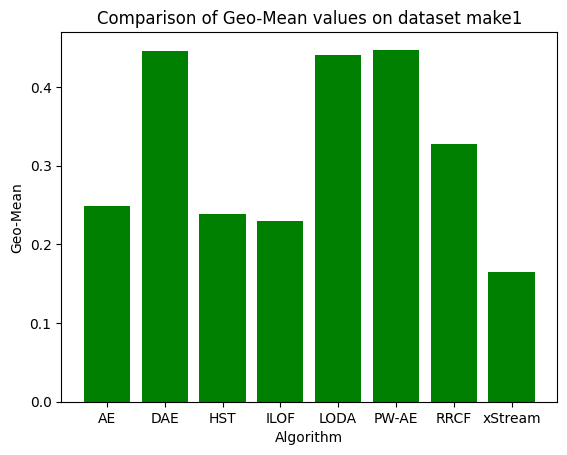 Comparison of Geo-Mean values on dataset make1
Geo-Mean
0.4
0.3
0.2
0.1
0.0
AE DAE HST ILOF LODA PW-AE RRCF xStream
Algorithm